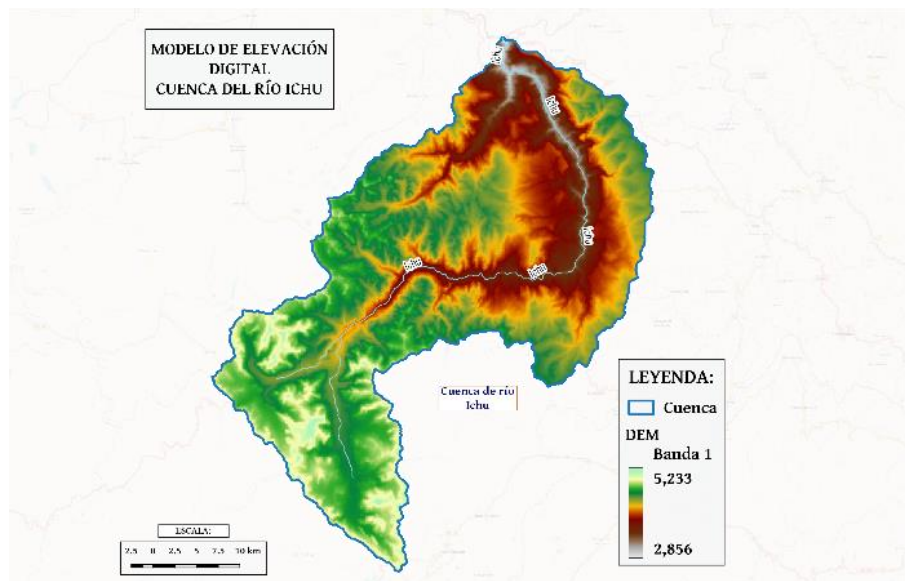 MODELO DE ELEVACIÓN
DIGITAL
CUENCA DEL RÍO ICHU
Ichu
Ichu
Ichu
Ichu
Ichu
Cuenca de río
Ichu
LEYENDA:
Cuenca
DEM
Banda 1
5,233
2,856
ESCALA:
2.5 0 2.5 5 7.5 10 km